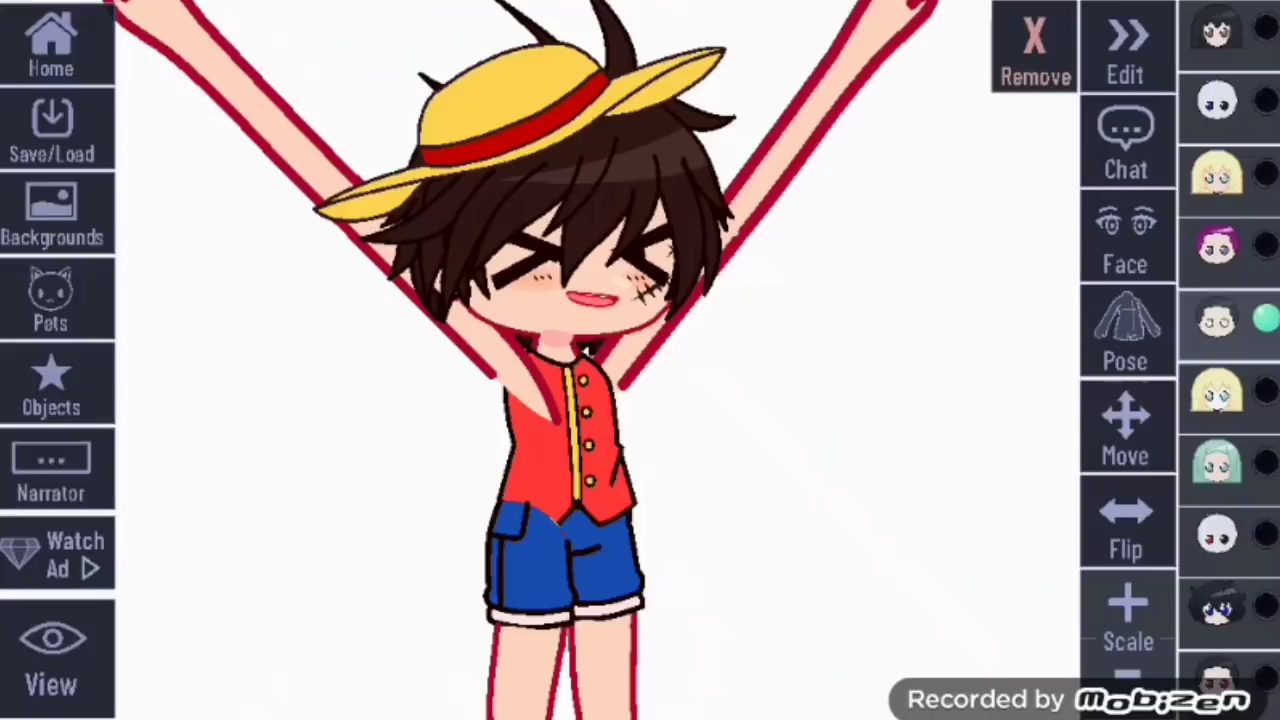 Home
Save/Load
Backgrounds
Pets
Objects
...
Narrator
Watch
Ad
View
X
Remove
Edit
...
Chat
Face
Pose
Move
Flip
Scale
Recorded by Mobizen